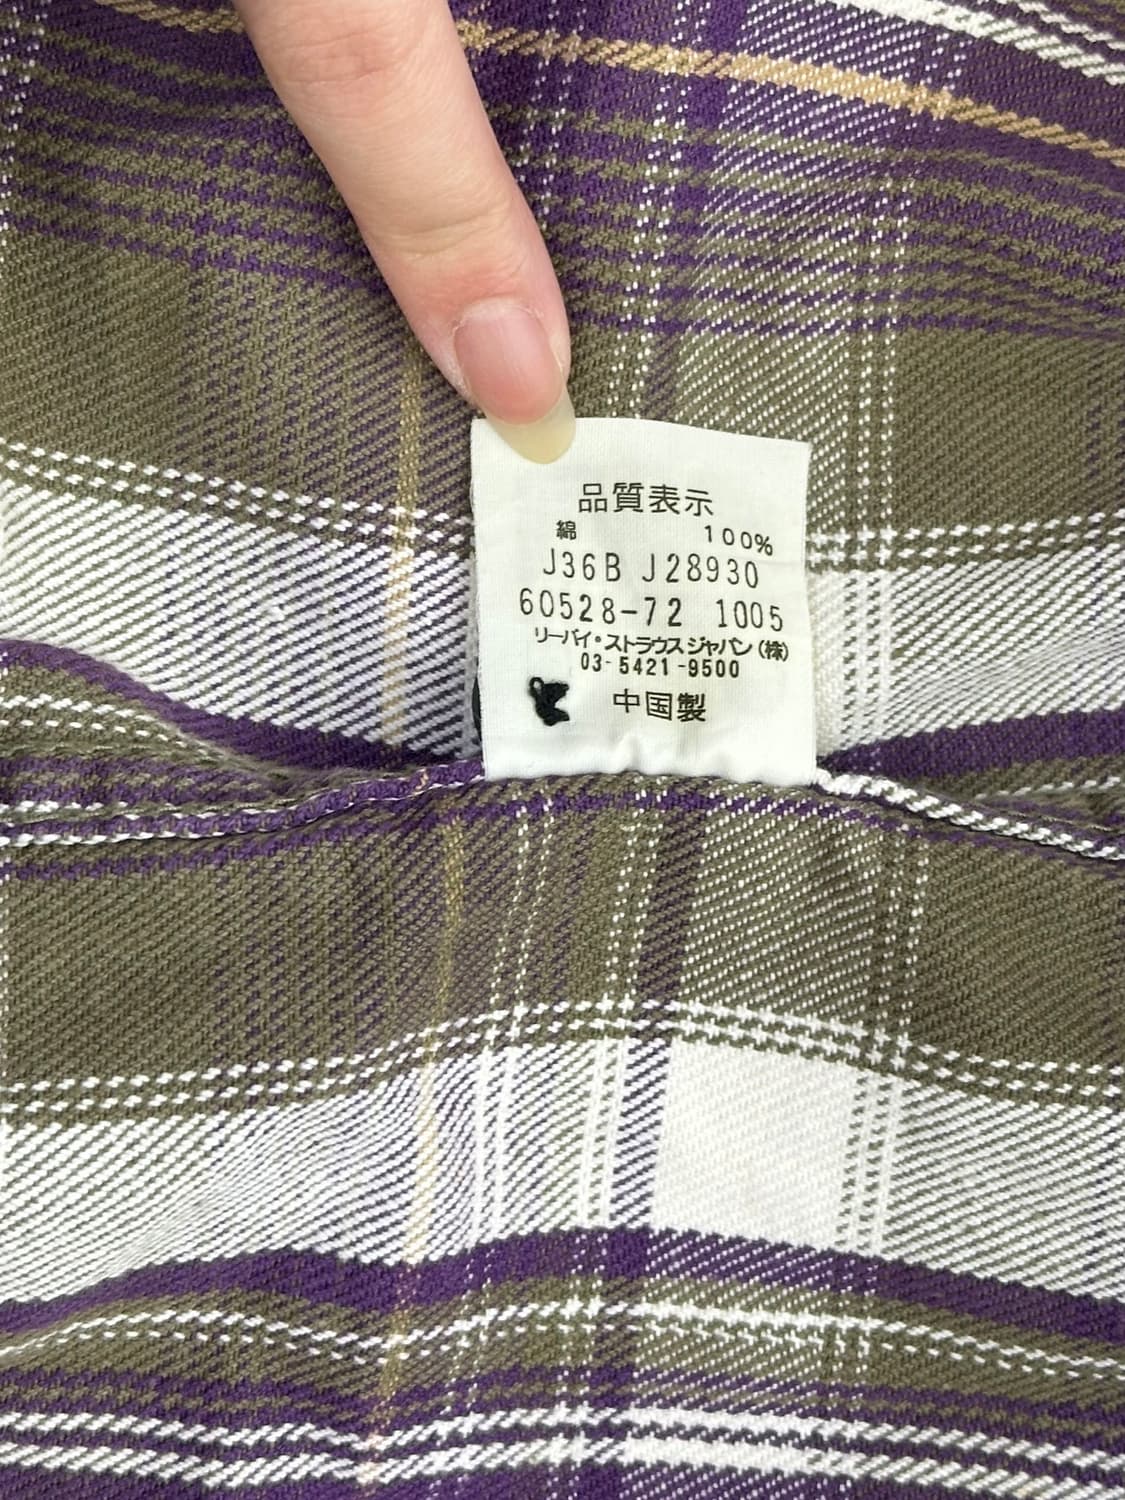 品質表示
綿 100%
J36B J28930
60528-72 1005
リーバイ・ストラウス ジャパン(株)
03-5421-9500
中国製